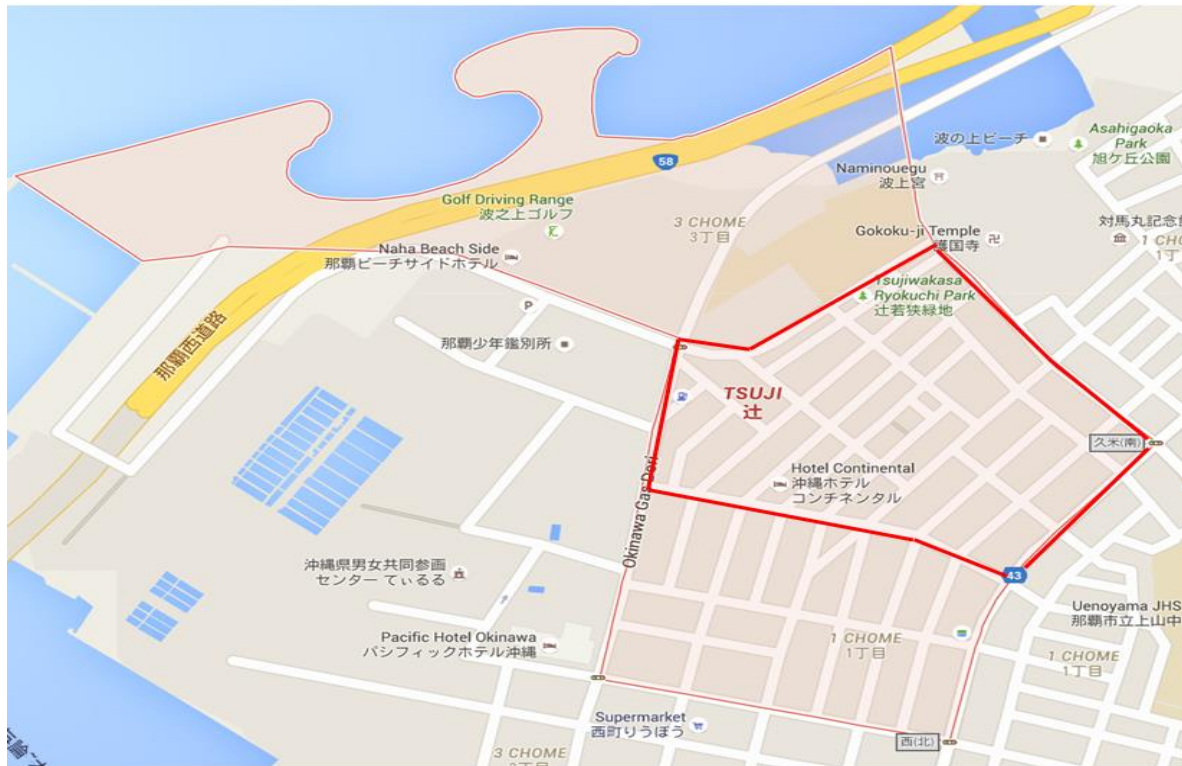 58
波の上ビーチ
Asahigaoka
Park
旭ケ丘公園
Naminouegu
波上宮
Golf Driving Range
波之上ゴルフ
3 CHOME
3丁目
対馬丸記念館
1 CHO
1丁
Gokoku-ji Temple
護国寺
Naha Beach Side
那覇ビーチサイドホテル
Tsujiwakasa
Ryokuchi Park
辻若狭緑地
P
那覇少年鑑別所
那覇西道路
TSUJI
辻
久米(南)
Hotel Continental
沖縄ホテル
コンチネンタル
Okinawa Gas Dori
沖縄県男女共同参画
センター てぃるる
43
Uenoyama JHS
那覇市立上山中
Pacific Hotel Okinawa
パシフィックホテル沖縄
1 CHOME
1丁目
1 CHOME
1丁目
Supermarket
西町りうぼう
西(北)
3 CHOME